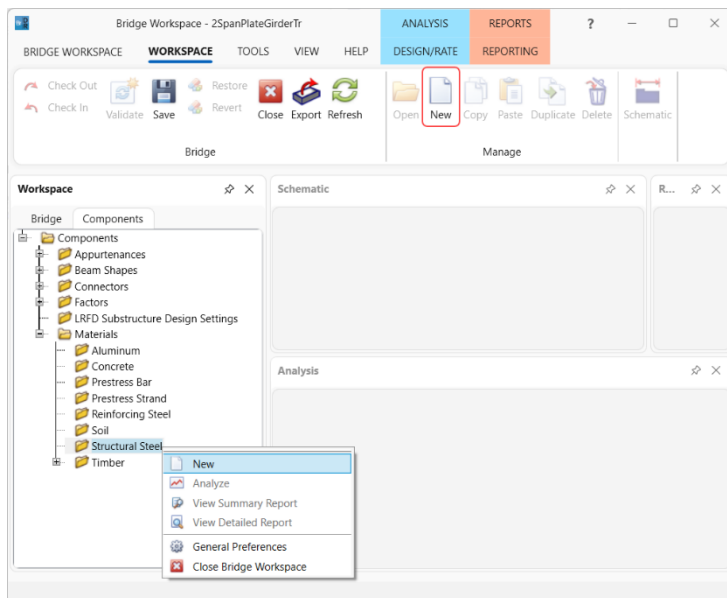 Bridge Workspace - 2SpanPlateGirderTr
ANALYSIS
REPORTS
?
BRIDGE WORKSPACE
WORKSPACE
TOOLS
VIEW
HELP
DESIGN/RATE
REPORTING
Check Out
Check In
Validate
Save
Restore
Revert
Close
Export
Refresh
Open
New
Copy
Paste
Duplicate
Delete
Schematic
Bridge
Manage
Workspace
Schematic
R...
Bridge
Components
Components
Appurtenances
Beam Shapes
Connectors
Factors
LRFD Substructure Design Settings
Materials
Aluminum
Concrete
Prestress Bar
Prestress Strand
Reinforcing Steel
Soil
Structural Steel
Timber
Analysis
New
Analyze
View Summary Report
View Detailed Report
General Preferences
Close Bridge Workspace